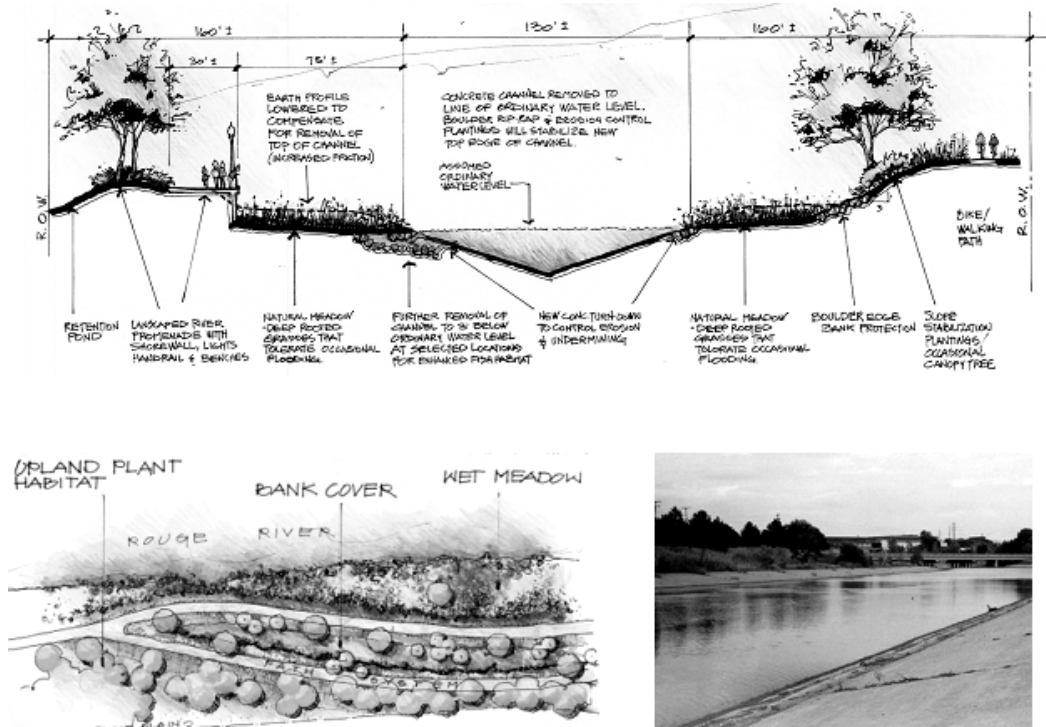 160'±
130'±
160'±
30'±
75'±
EARTH PROFILE
LOWERED TO
COMPENSATE
FOR REMOVAL OF
TOP OF CHANNEL
(INCREASED FRICTION)
CONCRETE CHANNEL REMOVED TO
LINE OF ORDINARY WATER LEVEL.
BOULDER RIP-RAP & EROSION CONTROL
PLANTINGS WILL STABILIZE NEW
TOP EDGE OF CHANNEL.
ASSUMED
ORDINARY
WATER LEVEL
R.O.W.
BIKE/
WALKING
PATH
R.O.W.
RETENTION
POND
LANSCAPED RIVER
PROMENADE WITH
SHOREWALL, LIGHTS
HANDRAIL & BENCHES
NATURAL MEADOW
-DEEP ROOTED
GRASSES THAT
TOLERATE OCCASIONAL
FLOODING.
FURTHER REMOVAL OF
CHANNEL TO 3' BELOW
ORDINARY WATER LEVEL
AT SELECTED LOCATIONS
FOR ENHANCED FISH HABITAT
NEW CONC. TURN DOWN
TO CONTROL EROSION
& UNDERMINING
NATURAL MEADOW
-DEEP ROOTED
GRASSES THAT
TOLORATE OCCASIONAL
FLOODING.
BOULDER EDGE
BANK PROTECTION
SLOPE
STABILIZATION
PLANTINGS/
OCCASIONAL
CANOPY TREE
UPLAND PLANT
HABITAT
BANK COVER
WET MEADOW
ROUGE RIVER
PATH SYSTEM